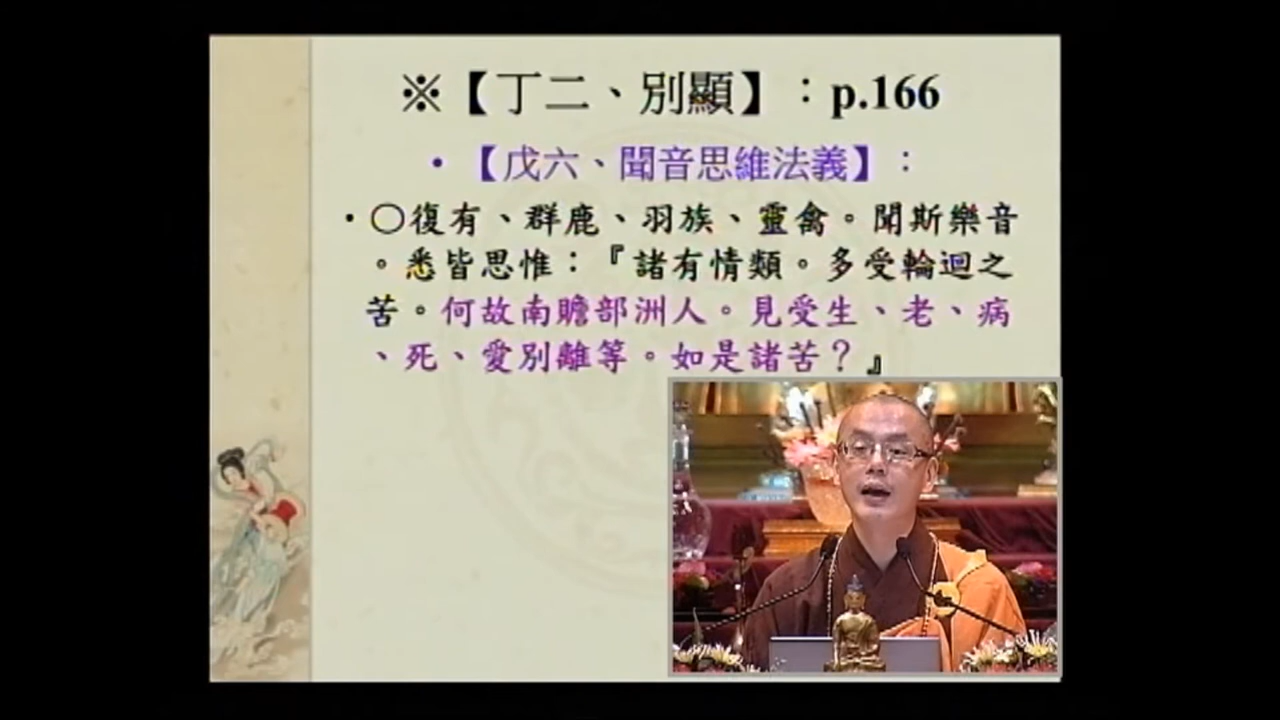 ※【丁二、別顯】：p.166
•【戊六、聞音思維法義】：
•〇復有、群鹿、羽族、靈禽。聞斯樂音
。悉皆思惟：『諸有情類。多受輪迴之
苦。何故南贍部洲人。見受生、老、病
、死、愛別離等。如是諸苦？』